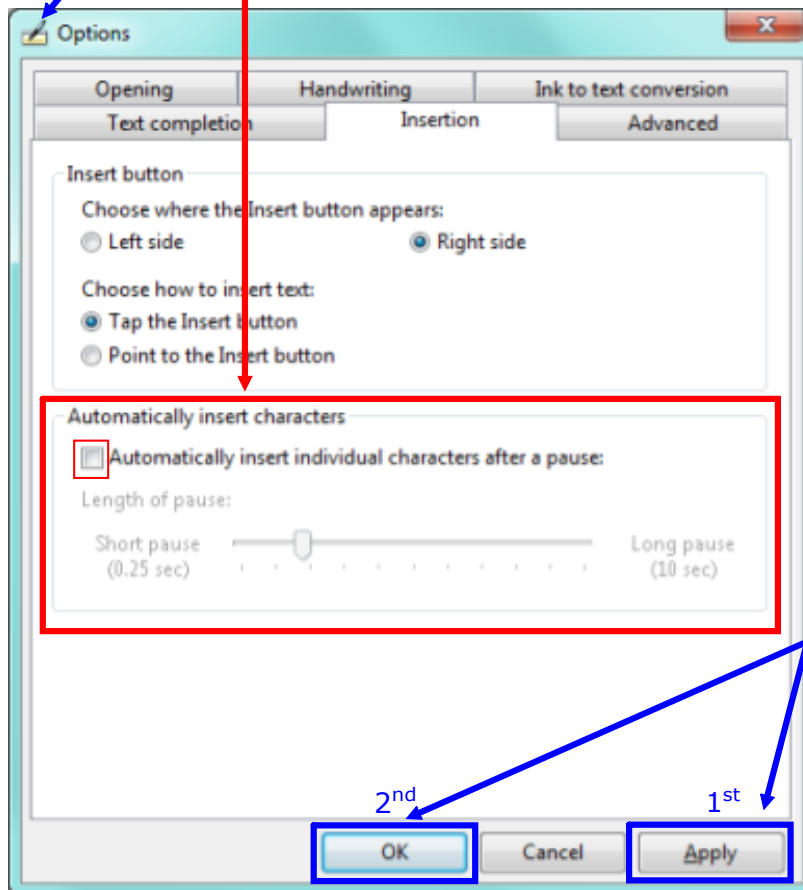 Options
x
Opening Handwriting Ink to text conversion
Text completion Insertion Advanced
Insert button
Choose where the Insert button appears:
Left side Right side
Choose how to insert text:
Tap the Insert button
Point to the Insert button
Automatically insert characters
Automatically insert individual characters after a pause:
Length of pause:
Short pause Long pause
(0.25 sec) (10 sec)
2nd 1st
OK Cancel Apply